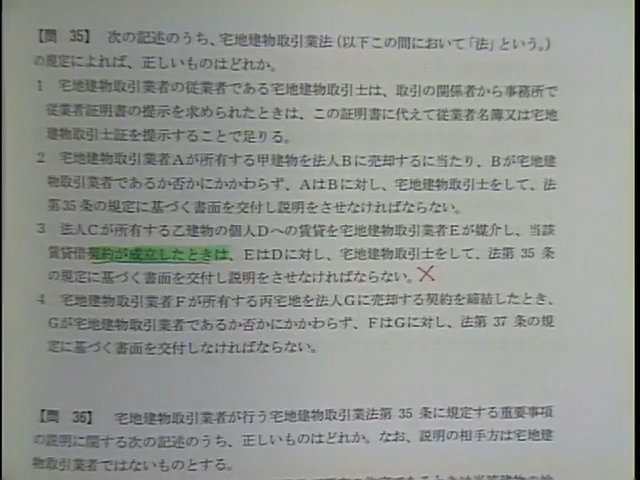 【問 35】 次の記述のうち、宅地建物取引業法(以下この問において「法」という。)
の規定によれば、正しいものはどれか。
1 宅地建物取引業者の従業者である宅地建物取引士は、取引の関係者から事務所で
従業者証明書の提示を求められたときは、この証明書に代えて従業者名簿又は宅地
建物取引士証を提示することで足りる。
2 宅地建物取引業者Aが所有する甲建物を法人Bに売却するに当たり、Bが宅地建
物取引業者であるか否かにかかわらず、AはBに対し、宅地建物取引士をして、法
第35条の規定に基づく書面を交付し説明をさせなければならない。
3 法人Cが所有する乙建物の個人Dへの賃貸を宅地建物取引業者Eが媒介し、当該
賃貸借契約が成立したときは、EはDに対し、宅地建物取引士をして、法第 35 条
の規定に基づく書面を交付し説明をさせなければならない。 ×
4 宅地建物取引業者Fが所有する丙宅地を法人Gに売却する契約を締結したとき、
Gが宅地建物取引業者であるか否かにかかわらず、FはGに対し、法第 37 条の規
定に基づく書面を交付しなければならない。
【問 36】 宅地建物取引業者が行う宅地建物取引業法第 35 条に規定する重要事項
の説明に関する次の記述のうち、正しいものはどれか。なお、説明の相手方は宅地建
物取引業者ではないものとする。